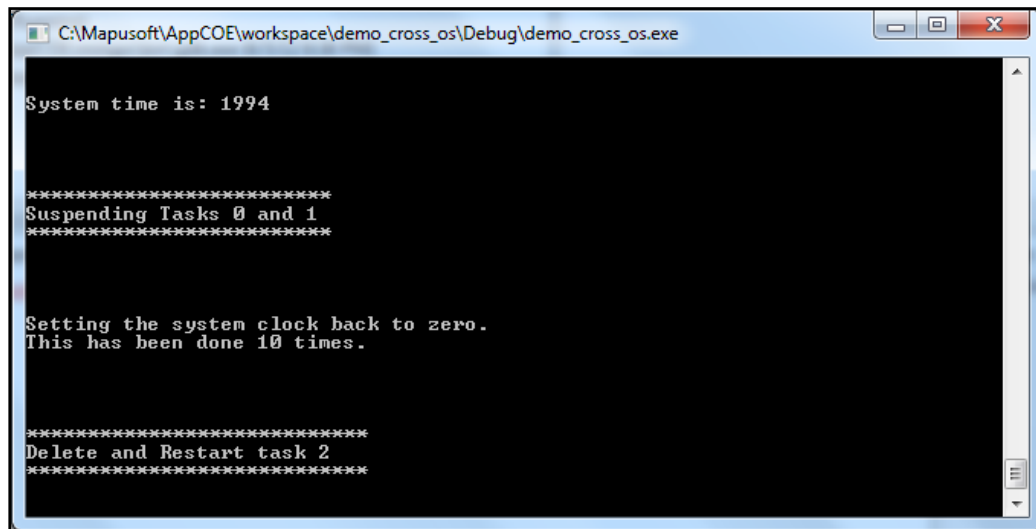 C:\Mapusoft\AppCOE\workspace\demo_cross_os\Debug\demo_cross_os.exe
System time is: 1994
*************************
Suspending Tasks 0 and 1
*************************
Setting the system clock back to zero.
This has been done 10 times.
****************************
Delete and Restart task 2
****************************